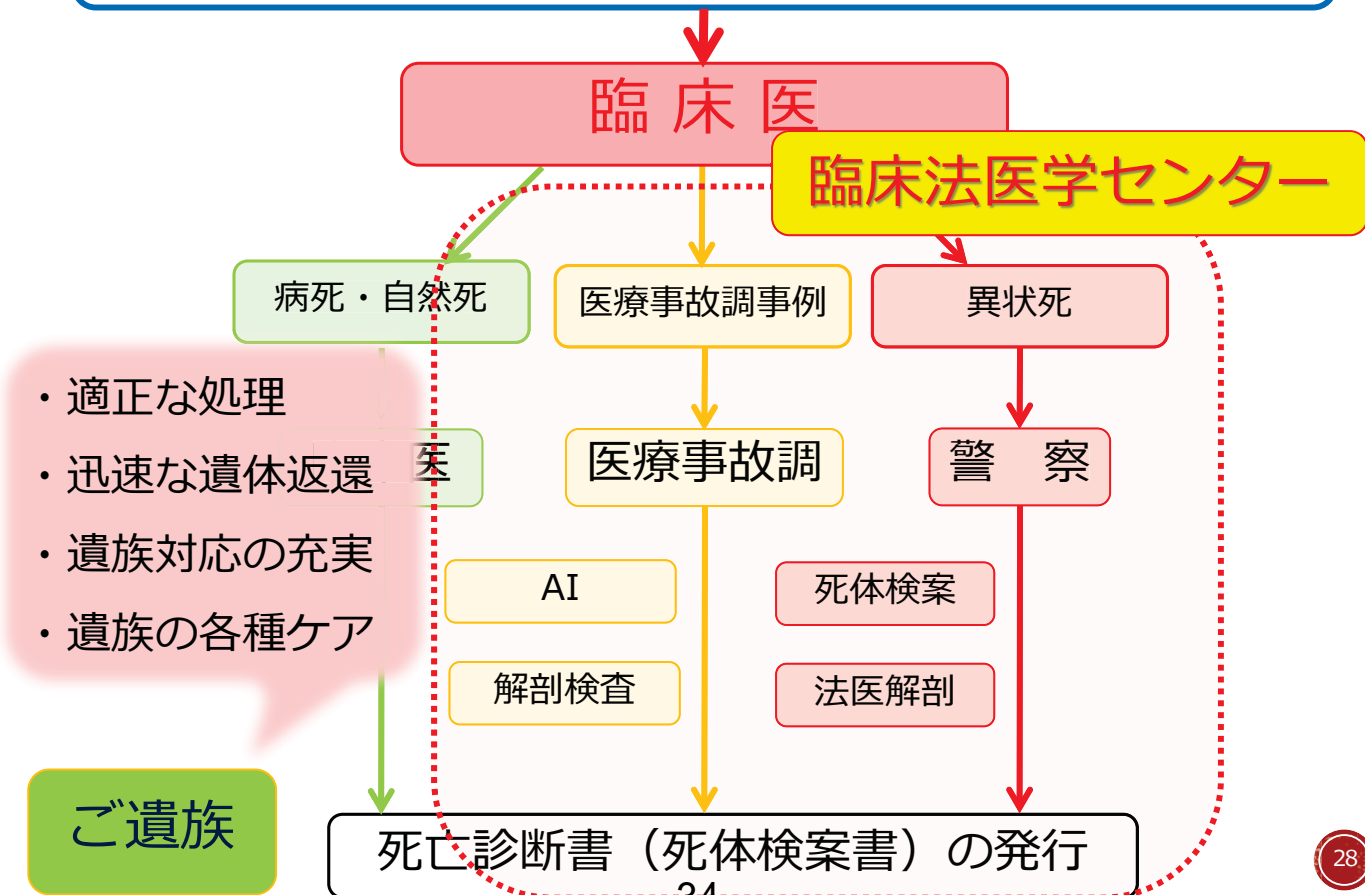 臨 床 医
臨床法医学センター
病死・自然死
医療事故調事例
異状死
・適正な処理
・迅速な遺体返還
・遺族対応の充実
・遺族の各種ケア
医
医療事故調
警 察
AI
死体検案
解剖検査
法医解剖
ご遺族
死亡診断書（死体検案書）の発行
28